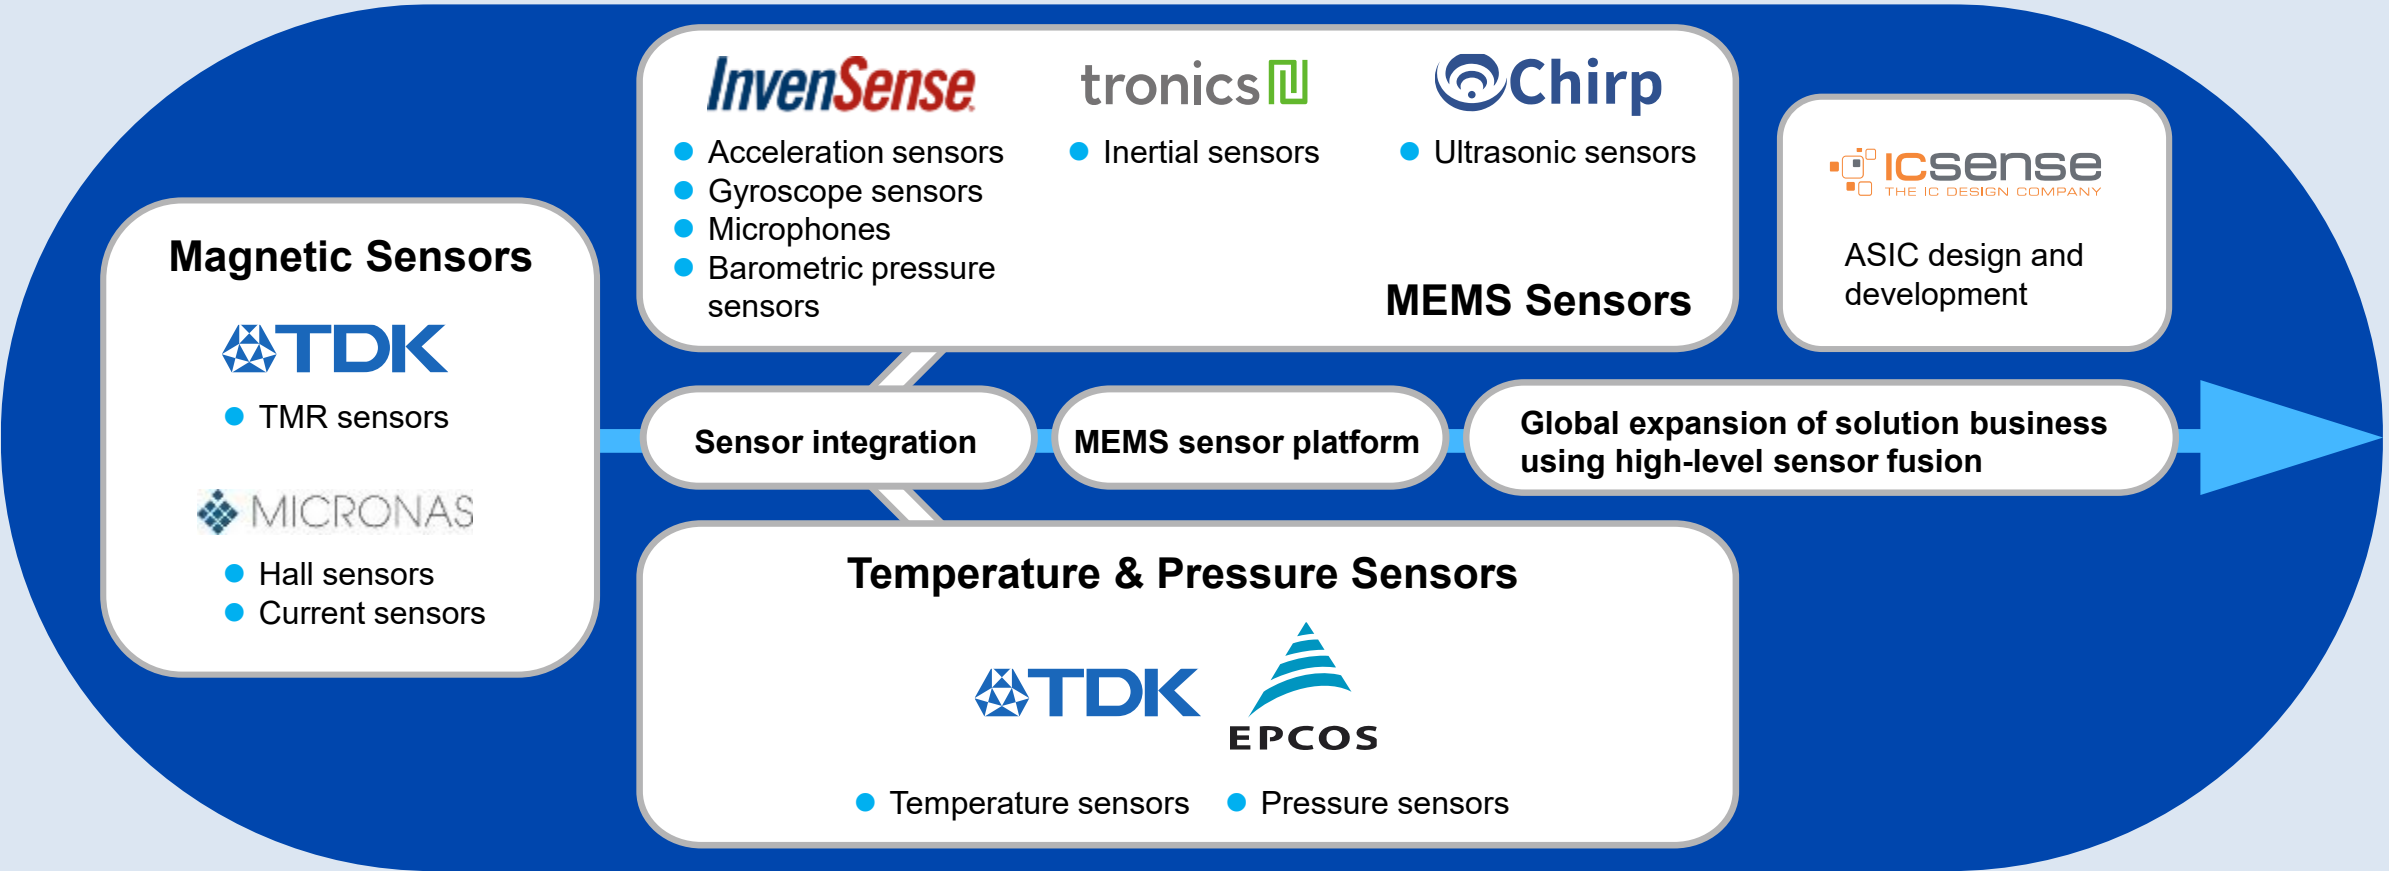 Magnetic Sensors
TDK
TMR sensors
MICRONAS
Hall sensors
Current sensors
InvenSense
Acceleration sensors
Gyroscope sensors
Microphones
Barometric pressure
sensors
tronics
Inertial sensors
Chirp
Ultrasonic sensors
MEMS Sensors
icsense
THE IC DESIGN COMPANY
ASIC design and
development
Sensor integration
MEMS sensor platform
Global expansion of solution business
using high-level sensor fusion
Temperature & Pressure Sensors
TDK
EPCOS
Temperature sensors
Pressure sensors